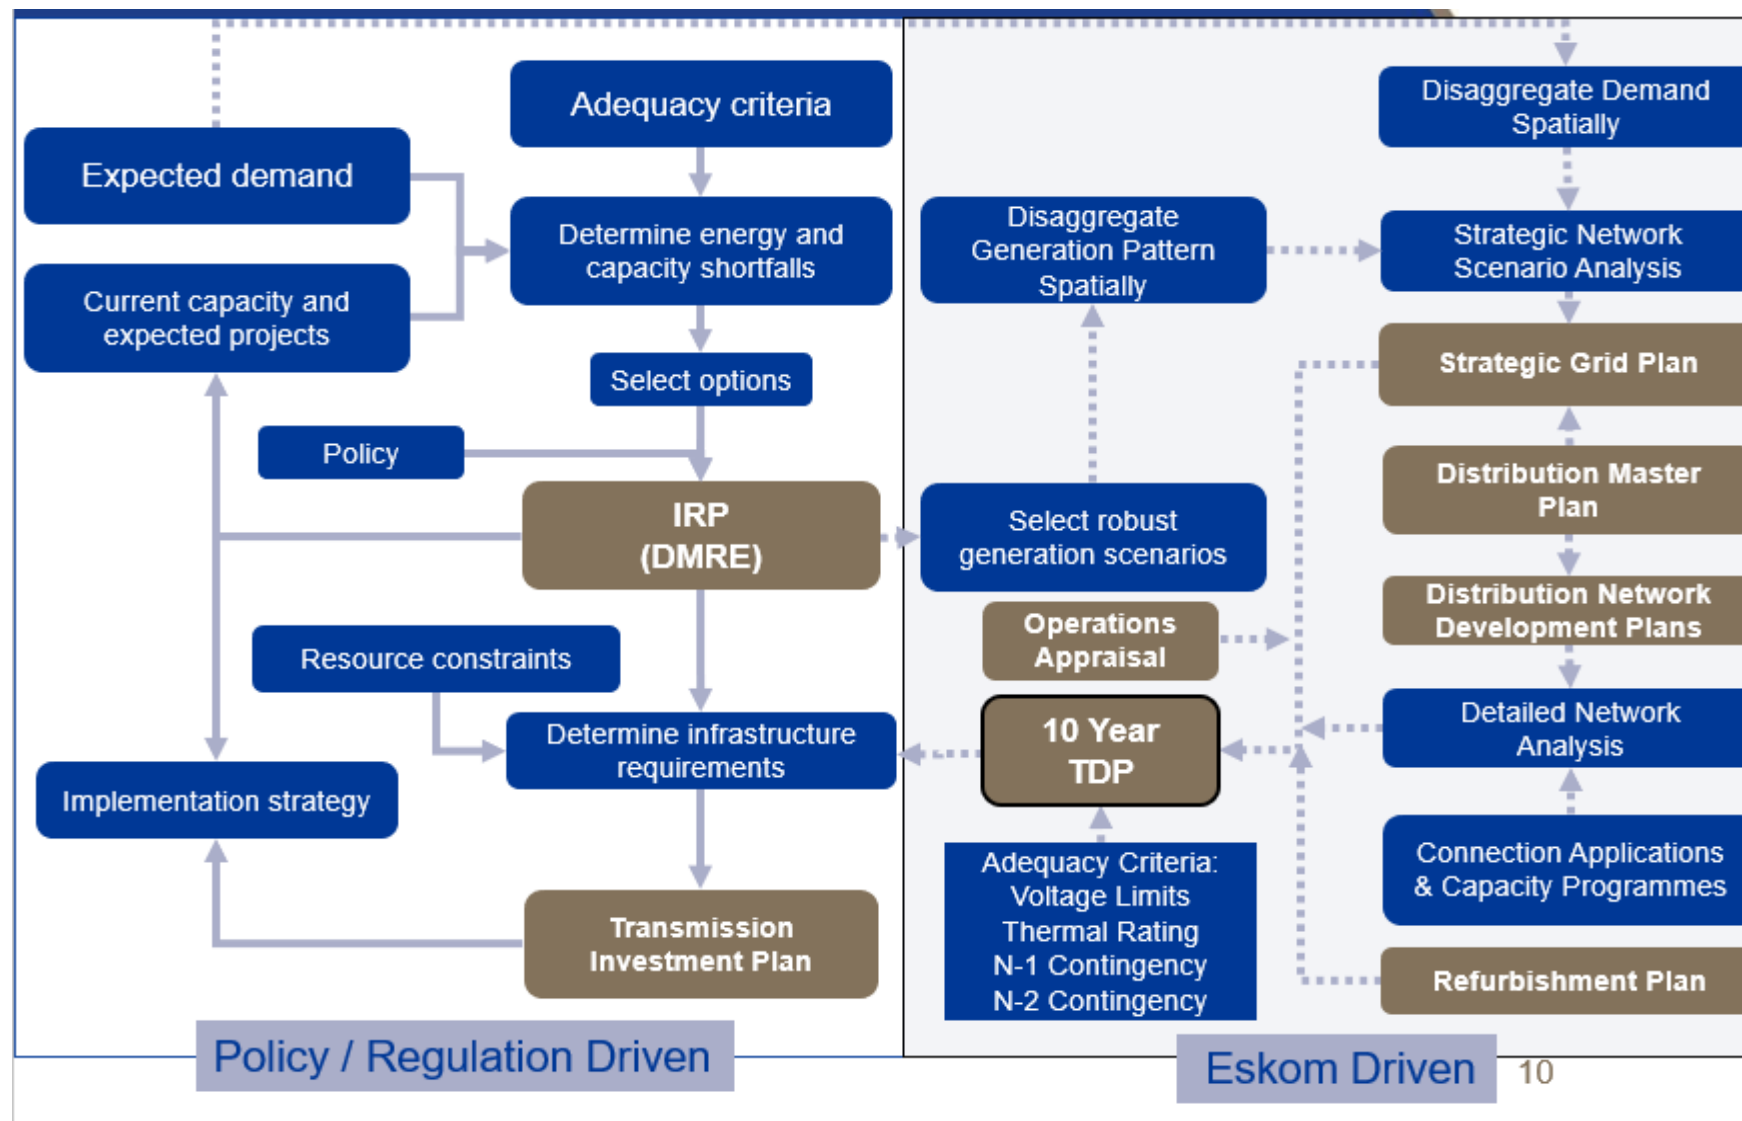 Adequacy criteria
Expected demand
Determine energy and
capacity shortfalls
Current capacity and
expected projects
Select options
Policy
IRP
(DMRE)
Resource constraints
Determine infrastructure
requirements
Implementation strategy
Transmission
Investment Plan
Policy / Regulation Driven
Disaggregate Demand
Spatially
Disaggregate
Generation Pattern
Spatially
Strategic Network
Scenario Analysis
Strategic Grid Plan
Distribution Master
Plan
Select robust
generation scenarios
Distribution Network
Development Plans
Operations
Appraisal
10 Year
TDP
Detailed Network
Analysis
Adequacy Criteria:
Voltage Limits
Thermal Rating
N-1 Contingency
N-2 Contingency
Connection Applications
& Capacity Programmes
Refurbishment Plan
Eskom Driven
10